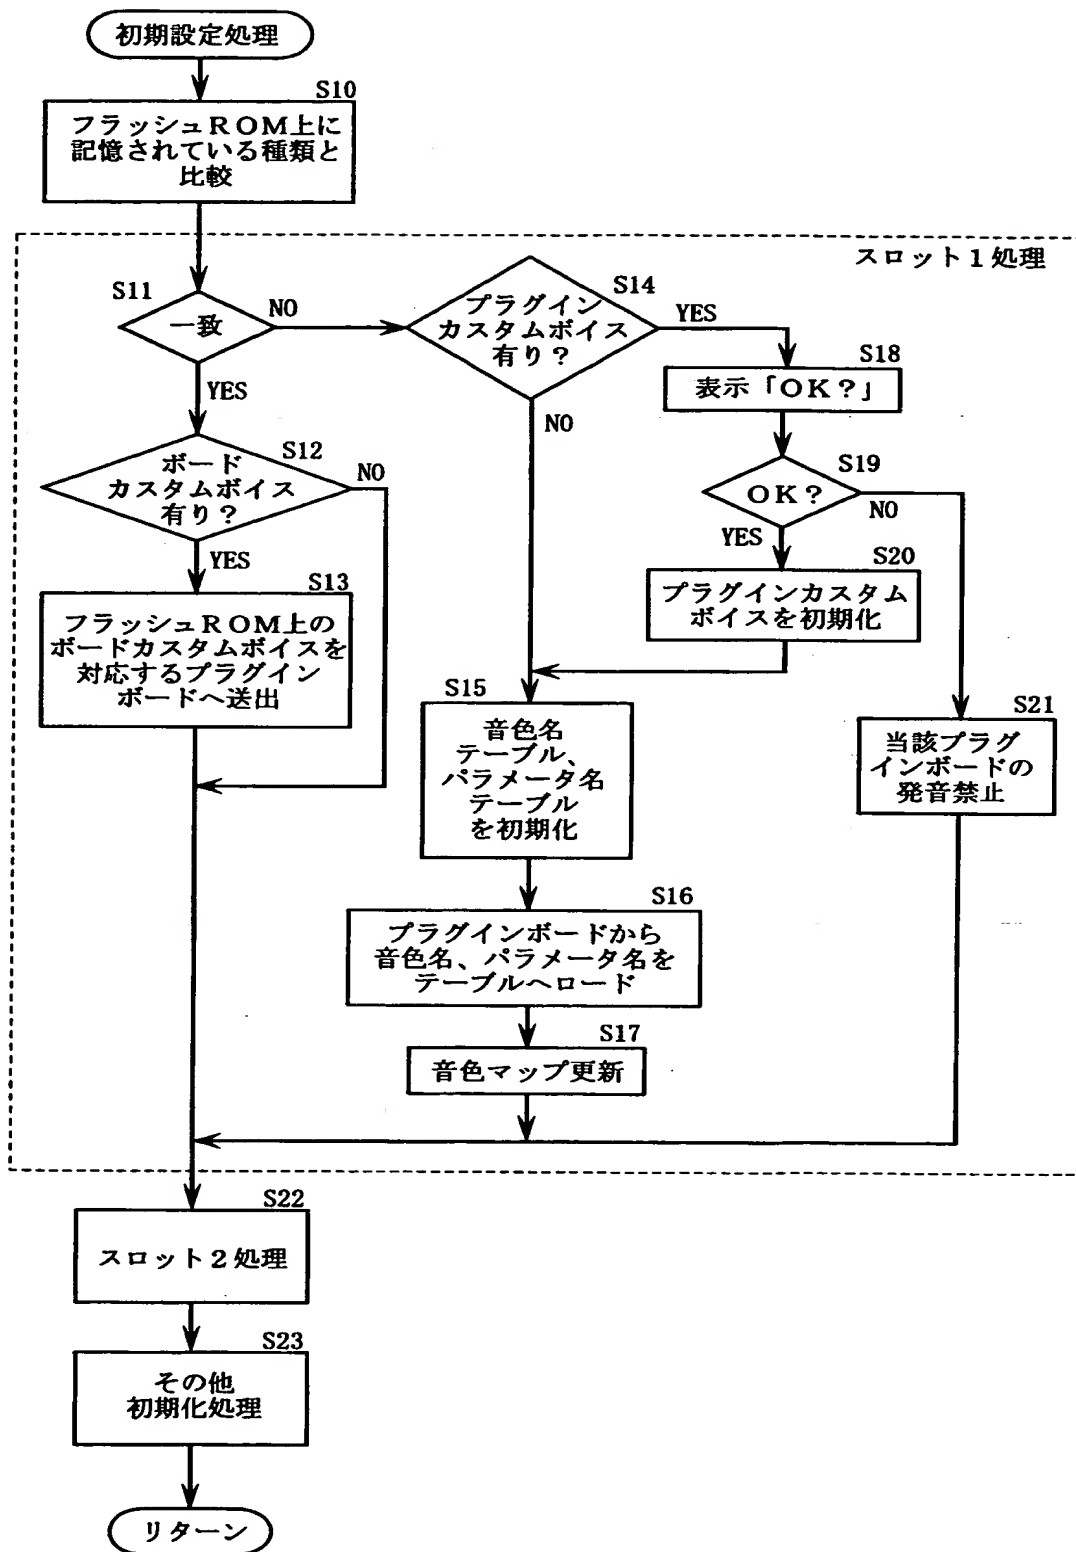 初期設定処理
S10
フラッシュＲＯＭ上に
記憶されている種類と
比較
スロット１処理
S11
一致
NO
YES
S14
プラグイン
カスタムボイス
有り？
YES
NO
S18
表示「ＯＫ？」
S12
ボード
カスタムボイス
有り？
NO
YES
S19
ＯＫ？
NO
YES
S13
フラッシュＲＯＭ上の
ボードカスタムボイスを
対応するプラグイン
ボードへ送出
S20
プラグインカスタム
ボイスを初期化
S15
音色名
テーブル、
パラメータ名
テーブル
を初期化
S21
当該プラグ
インボードの
発音禁止
S16
プラグインボードから
音色名、パラメータ名を
テーブルへロード
S17
音色マップ更新
S22
スロット２処理
S23
その他
初期化処理
リターン